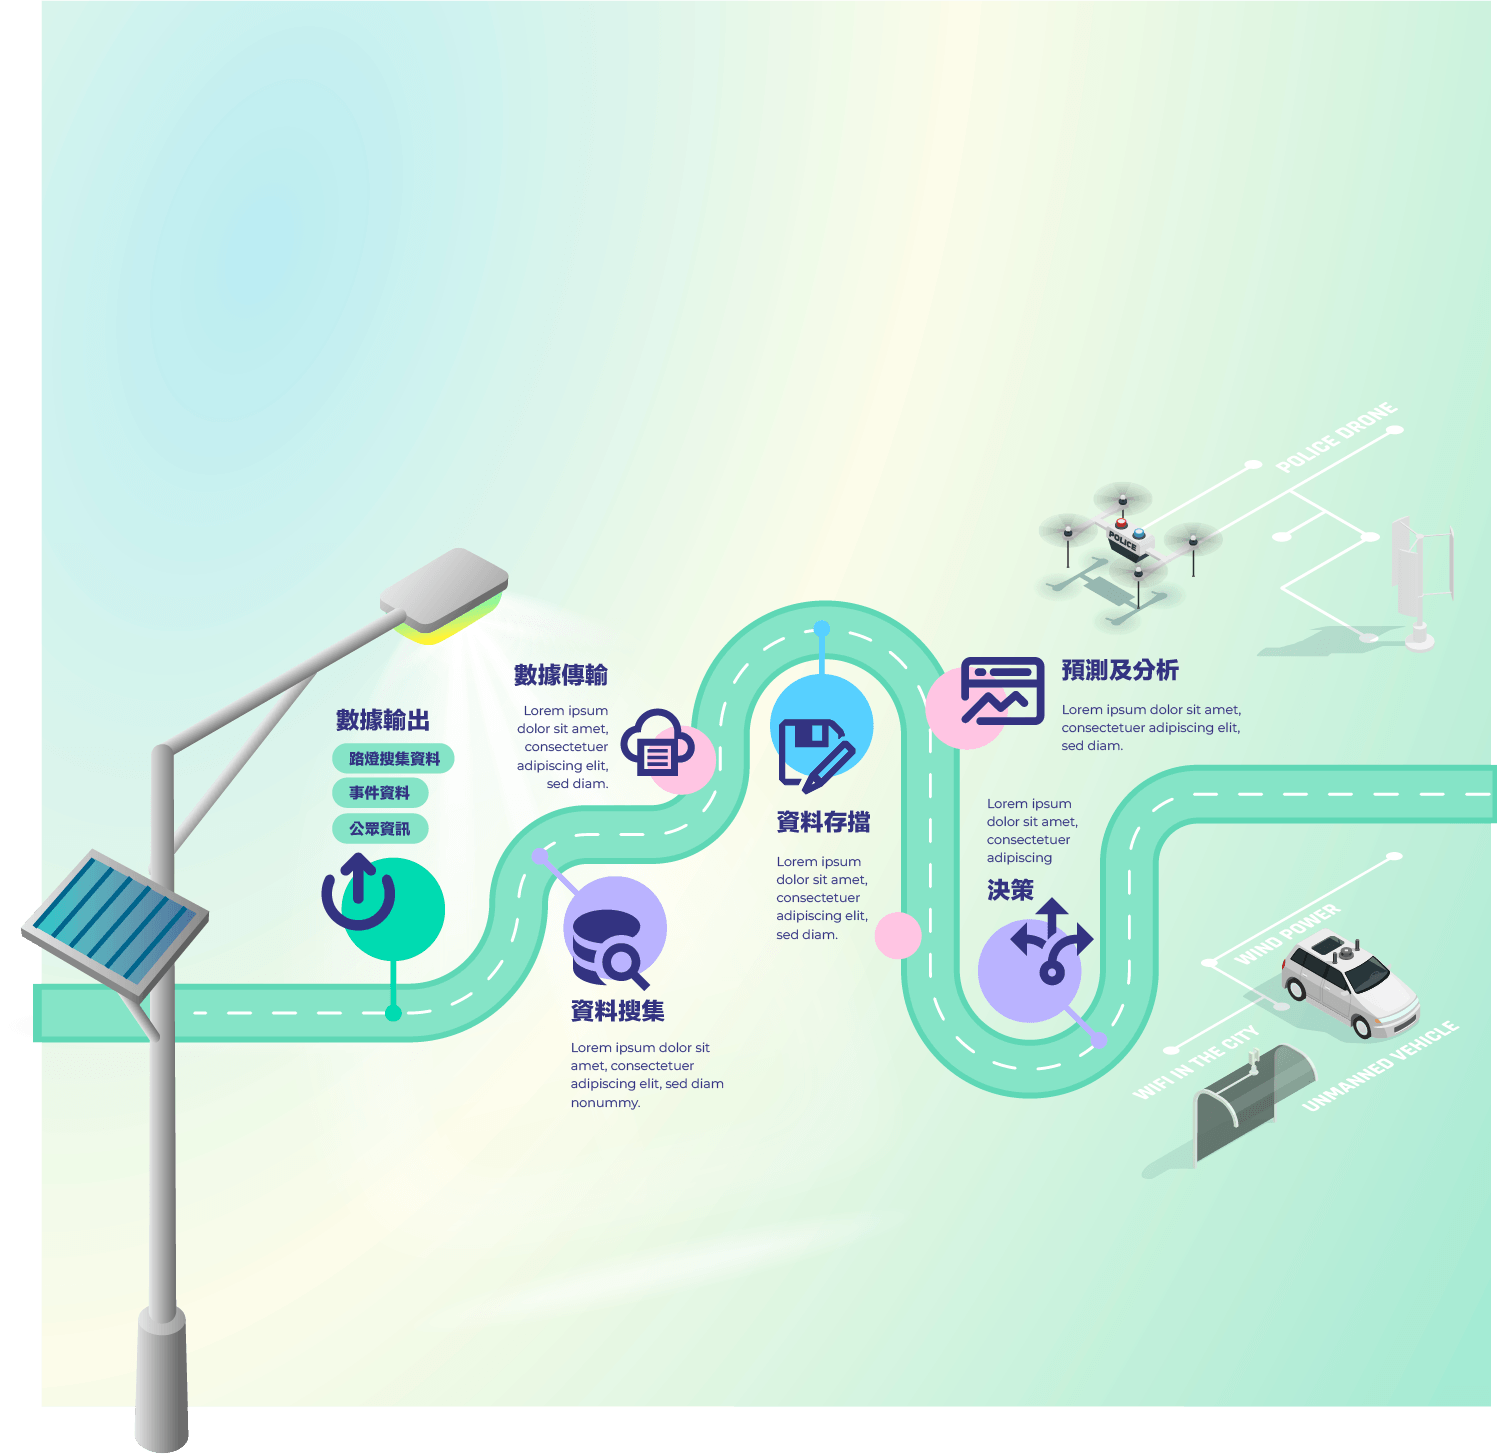 數據輸出
路燈搜集資料
事件資料
公眾資訊
數據傳輸
Lorem ipsum
dolor sit amet,
consectetuer
adipiscing elit,
sed diam.
資料搜集
Lorem ipsum dolor sit
amet, consectetuer
adipiscing elit, sed diam
nonummy.
資料存擋
Lorem ipsum
dolor sit amet,
consectetuer
adipiscing elit,
sed diam.
預測及分析
Lorem ipsum dolor sit amet,
consectetuer adipiscing elit,
sed diam.
Lorem ipsum
dolor sit amet,
consectetuer
adipiscing
決策
POLICE DRONE
POLICE
WIND POWER
WIFI IN THE CITY
UNMANNED VEHICLE